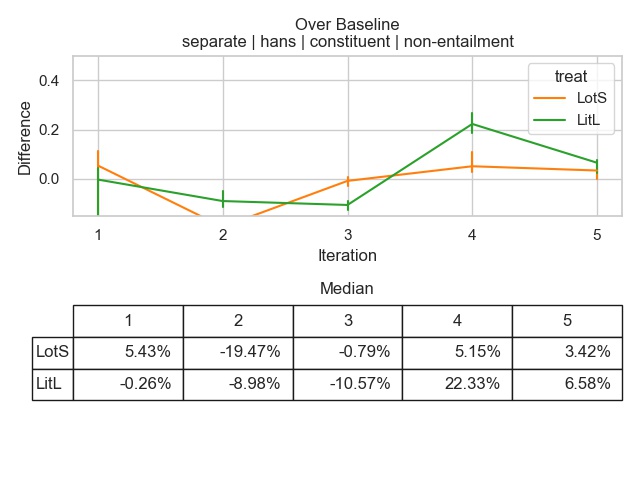 Over Baseline
separate | hans | constituent | non-entailment
Difference
0.4
0.2
0.0
treat
LotS
LitL
1 2 3 4 5
Iteration
Median
1 2 3 4 5
LotS 5.43% -19.47% -0.79% 5.15% 3.42%
LitL -0.26% -8.98% -10.57% 22.33% 6.58%